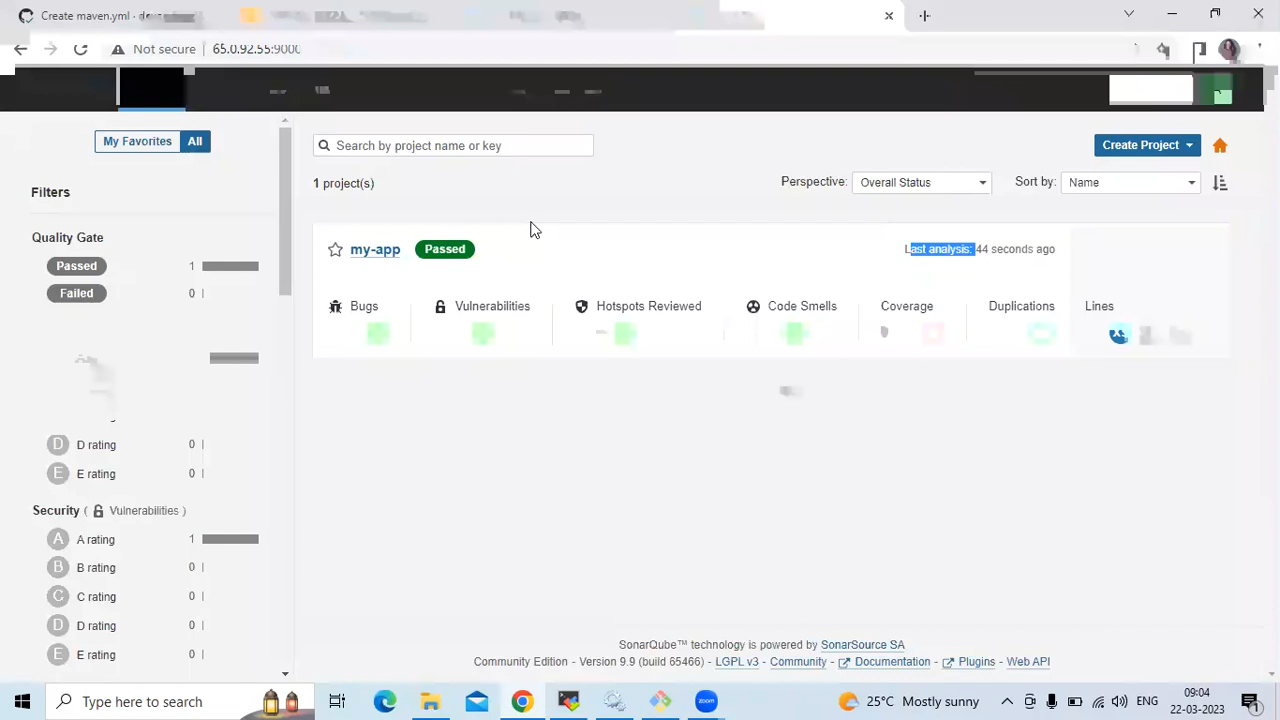 Create maven.yml · de
Not secure 65.0.92.55:9000
My Favorites All
Search by project name or key
Create Project
Filters
1 project(s)
Perspective: Overall Status
Sort by: Name
Quality Gate
Passed 1
Failed 0
my-app Passed
Last analysis: 44 seconds ago
Bugs Vulnerabilities Hotspots Reviewed Code Smells Coverage Duplications Lines
D D rating 0
E E rating 0
Security ( Vulnerabilities )
A A rating 1
B B rating 0
C C rating 0
D D rating 0
E E rating 0
SonarQube™ technology is powered by SonarSource SA
Community Edition - Version 9.9 (build 65466) - LGPL v3 - Community - Documentation - Plugins - Web API
Type here to search
25°C Mostly sunny
ENG
09:04
22-03-2023
1